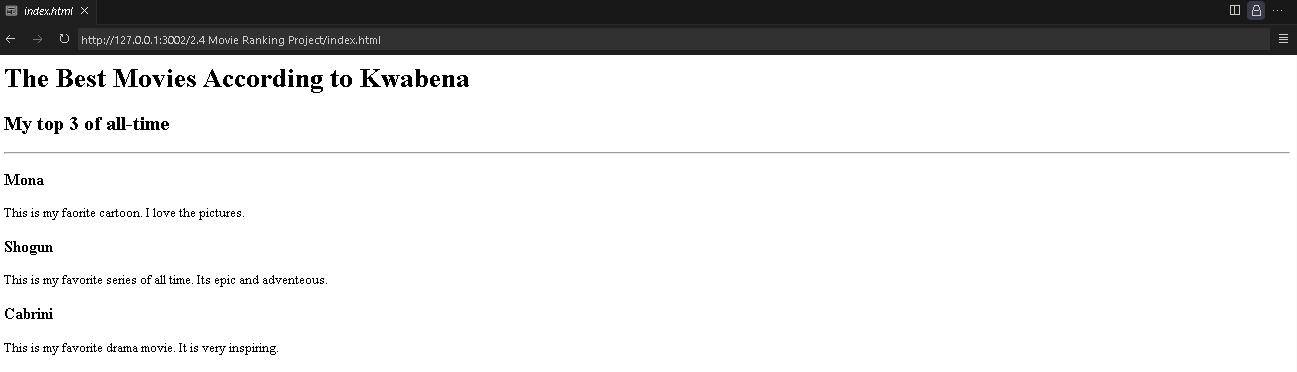 index.html
http://127.0.0.1:3002/2.4 Movie Ranking Project/index.html
The Best Movies According to Kwabena
My top 3 of all-time
Mona
This is my faorite cartoon. I love the pictures.
Shogun
This is my favorite series of all time. Its epic and adventeous.
Cabrini
This is my favorite drama movie. It is very inspiring.